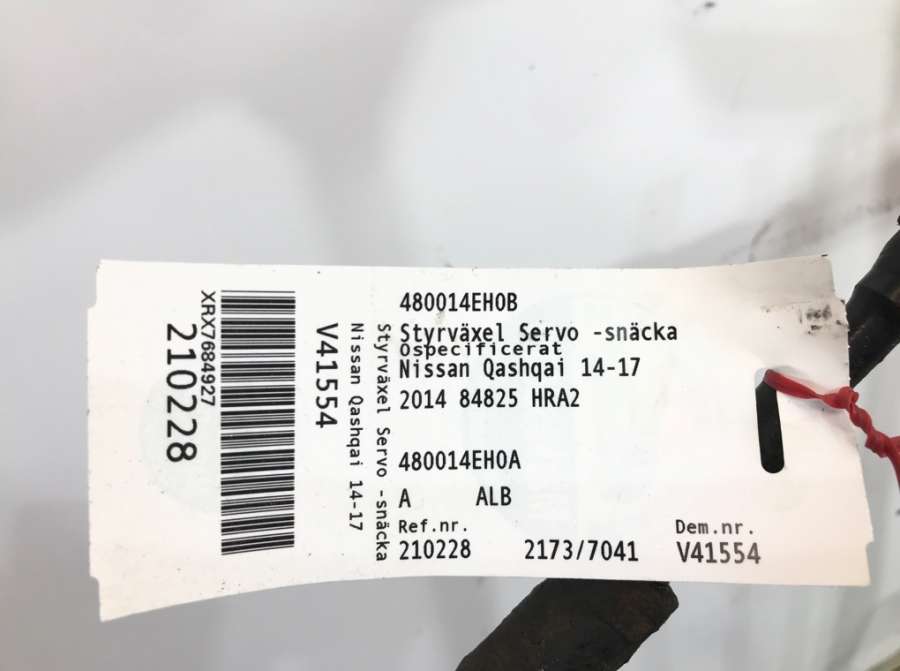 XRX7684927
210228
V41554
Nissan Qashqai 14-17
Styrväxel Servo -snäcka
480014EH0B
Styrväxel Servo -snäcka
Ospecificerat
Nissan Qashqai 14-17
2014 84825 HRA2
480014EH0A
A ALB
Ref.nr. Dem.nr.
210228 2173/7041 V41554